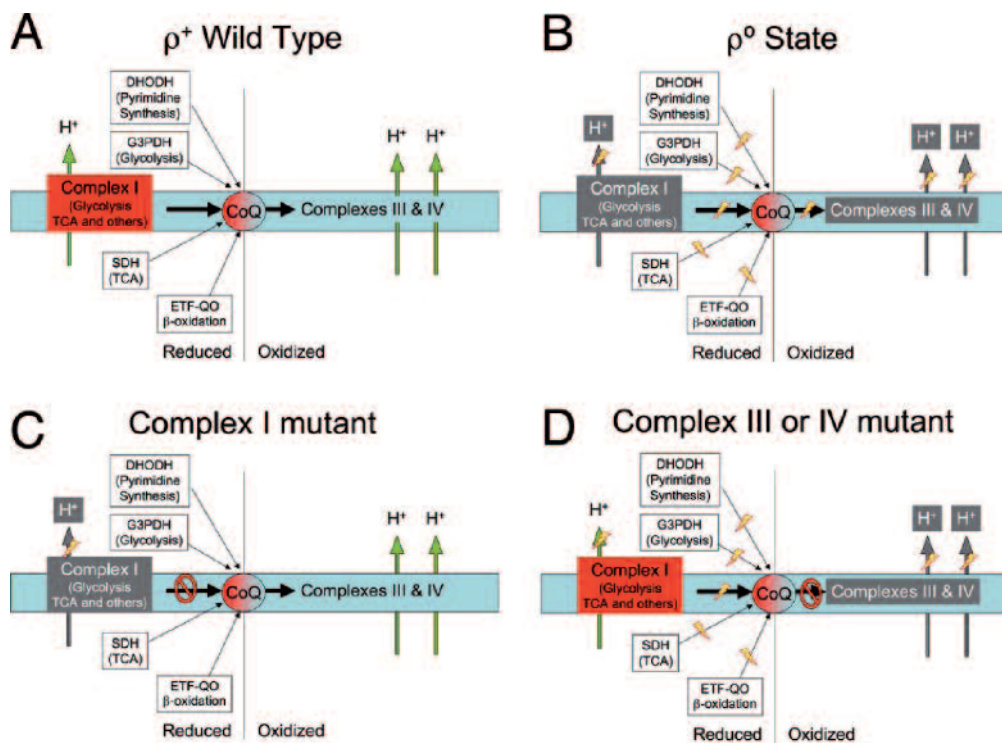 A
ρ⁺ Wild Type
DHODH
(Pyrimidine
Synthesis)
G3PDH
(Glycolysis)
H⁺
H⁺ H⁺
Complex I
(Glycolysis
TCA and others)
CoQ
Complexes III & IV
SDH
(TCA)
ETF-QO
β-oxidation
Reduced
Oxidized
B
ρ⁰ State
DHODH
(Pyrimidine
Synthesis)
G3PDH
(Glycolysis)
H⁺
H⁺ H⁺
Complex I
(Glycolysis
TCA and others)
CoQ
Complexes III & IV
SDH
(TCA)
ETF-QO
β-oxidation
Reduced
Oxidized
C
Complex I mutant
DHODH
(Pyrimidine
Synthesis)
G3PDH
(Glycolysis)
H⁺
H⁺ H⁺
Complex I
(Glycolysis
TCA and others)
CoQ
Complexes III & IV
SDH
(TCA)
ETF-QO
β-oxidation
Reduced
Oxidized
D
Complex III or IV mutant
DHODH
(Pyrimidine
Synthesis)
G3PDH
(Glycolysis)
H⁺
H⁺ H⁺
Complex I
(Glycolysis
TCA and others)
CoQ
Complexes III & IV
SDH
(TCA)
ETF-QO
β-oxidation
Reduced
Oxidized